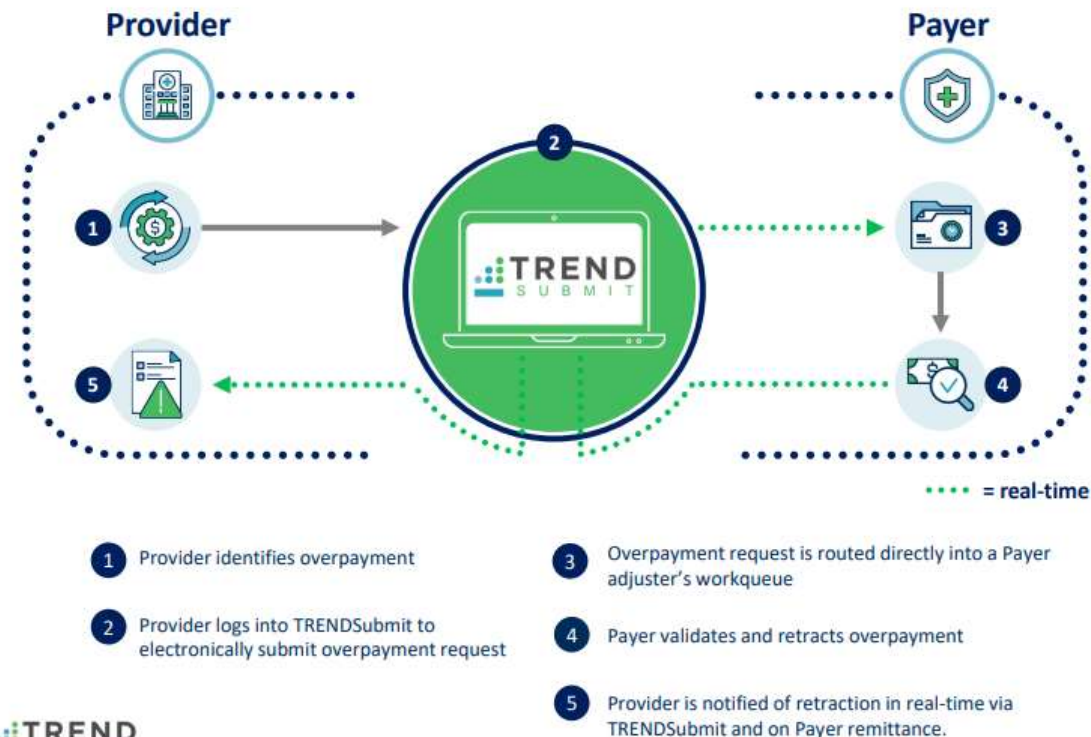 Provider
Payer
2
1
TREND
SUBMIT
3
$
5
4
$
= real-time
1 Provider identifies overpayment
2 Provider logs into TRENDSubmit to
electronically submit overpayment request
3 Overpayment request is routed directly into a Payer
adjuster's workqueue
4 Payer validates and retracts overpayment
5 Provider is notified of retraction in real-time via
TRENDSubmit and on Payer remittance.
TREND